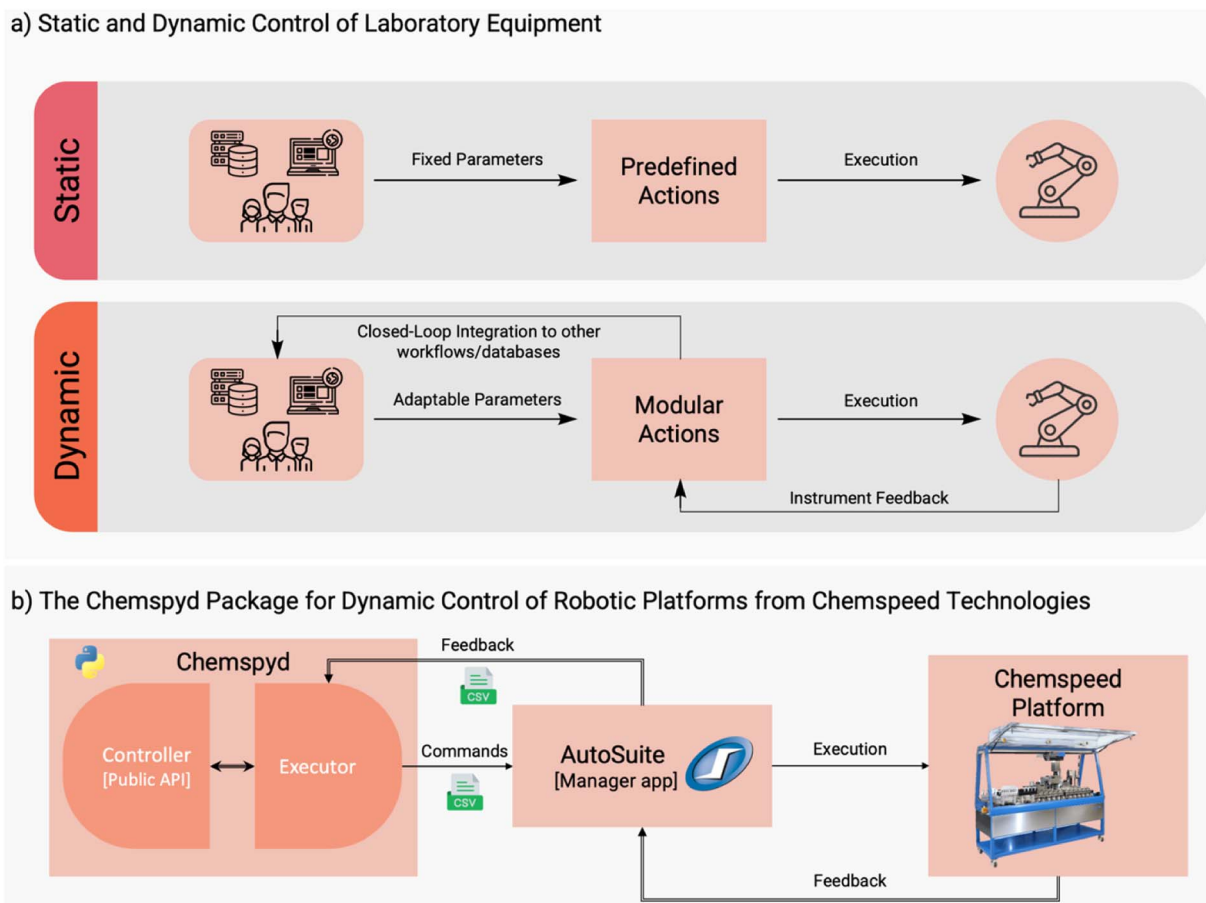 a) Static and Dynamic Control of Laboratory Equipment
Static
Fixed Parameters
Predefined
Actions
Execution
Dynamic
Closed-Loop Integration to other
workflows/databases
Adaptable Parameters
Modular
Actions
Execution
Instrument Feedback
b) The Chemspyd Package for Dynamic Control of Robotic Platforms from Chemspeed Technologies
Chemspyd
Controller
[Public API]
Executor
Feedback
CSV
Commands
CSV
AutoSuite
[Manager app]
Execution
Chemspeed
Platform
Feedback